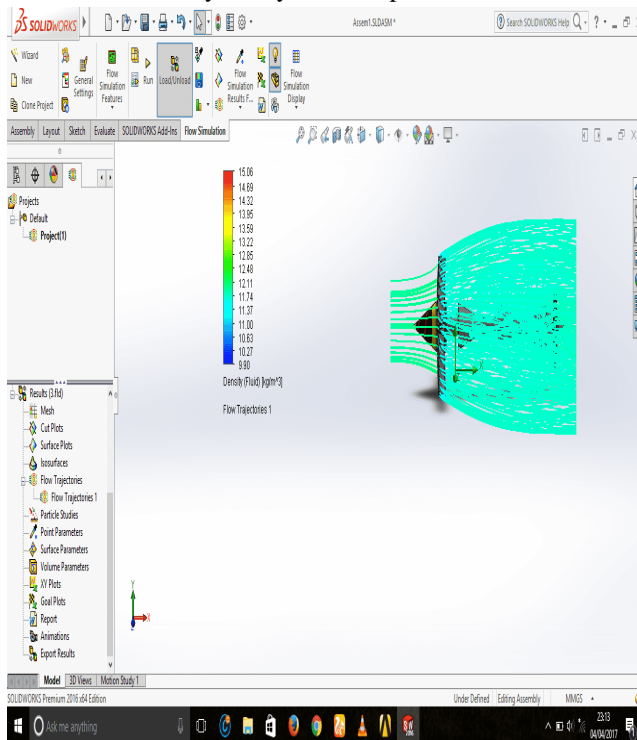 SOLIDWORKS
Assem1.SLDASM *
Search SOLIDWORKS Help
Wizard
New
Clone Project
General Settings
Flow Simulation Features
Run
Load/Unload
Flow Simulation Results F...
Flow Simulation Display
Assembly Layout Sketch Evaluate SOLIDWORKS Add-Ins Flow Simulation
Projects
Default
Project(1)
15.06
14.69
14.32
13.95
13.59
13.22
12.85
12.48
12.11
11.74
11.37
11.00
10.63
10.27
9.90
Density (Fluid) [kg/m^3]
Flow Trajectories 1
X
Results (3.fld)
Mesh
Cut Plots
Surface Plots
Isosurfaces
Flow Trajectories
Flow Trajectories 1
Particle Studies
Point Parameters
Surface Parameters
Volume Parameters
XY Plots
Goal Plots
Report
Animations
Export Results
Y
X
Model 3D Views Motion Study 1
SOLIDWORKS Premium 2016 x64 Edition
Under Defined Editing Assembly MMGS
Ask me anything
23:13
04/04/2017